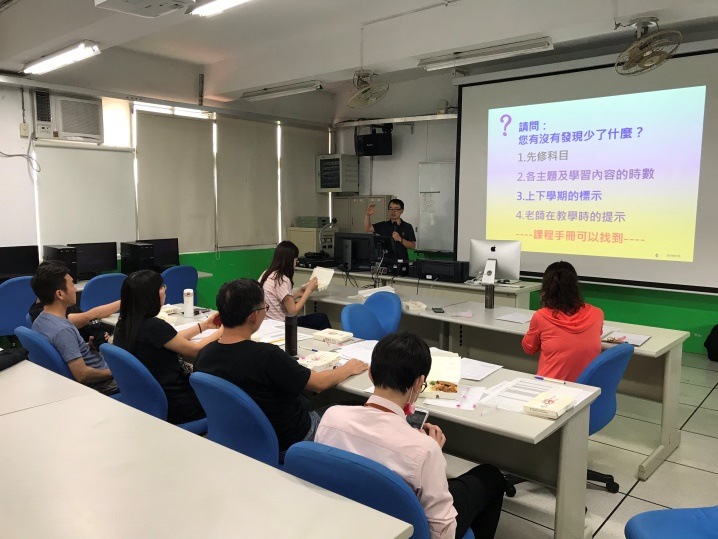 ?
請問：
您有沒有發現少了什麼？
1.先修科目
2.各主題及學習內容的時數
3.上下學期的標示
4.老師在教學時的提示
----課程手冊可以找到----